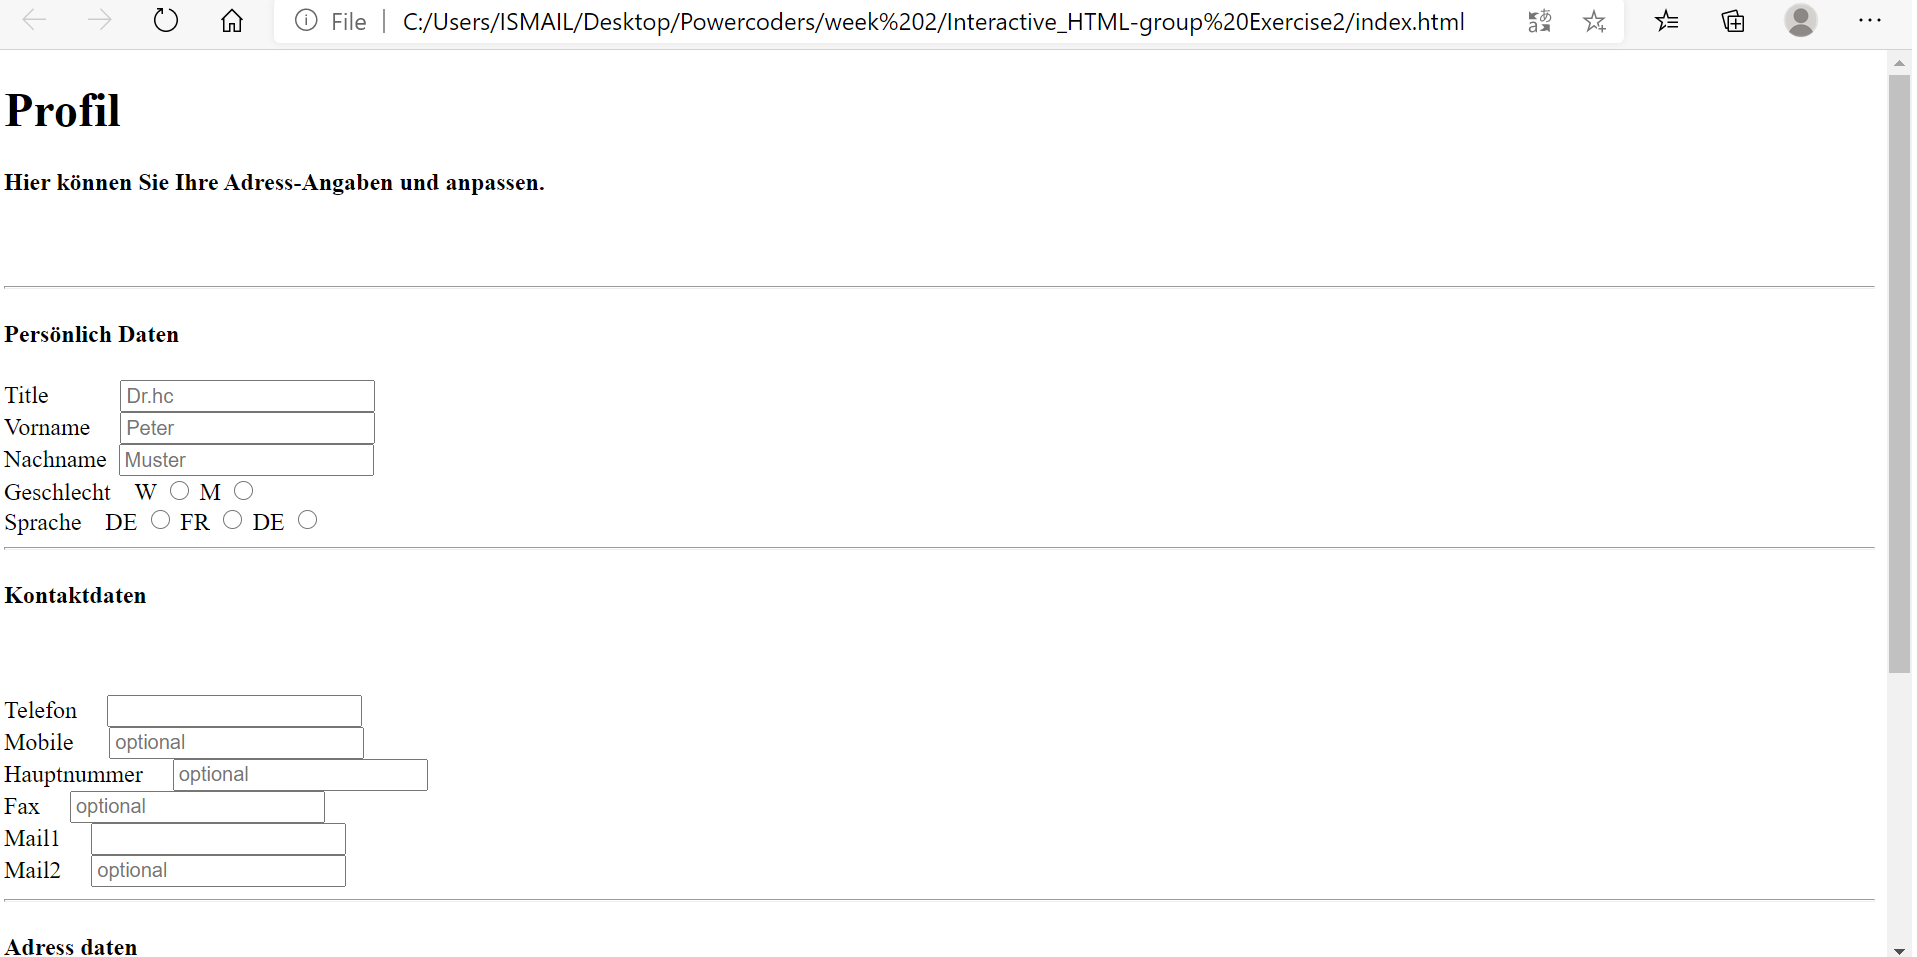 File | C:/Users/ISMAIL/Desktop/Powercoders/week%202/Interactive_HTML-group%20Exercise2/index.html
Profil
Hier können Sie Ihre Adress-Angaben und anpassen.
Persönlich Daten
Title Dr.hc
Vorname Peter
Nachname Muster
Geschlecht W M
Sprache DE FR DE
Kontaktdaten
Telefon
Mobile optional
Hauptnummer optional
Fax optional
Mail1
Mail2 optional
Adress daten